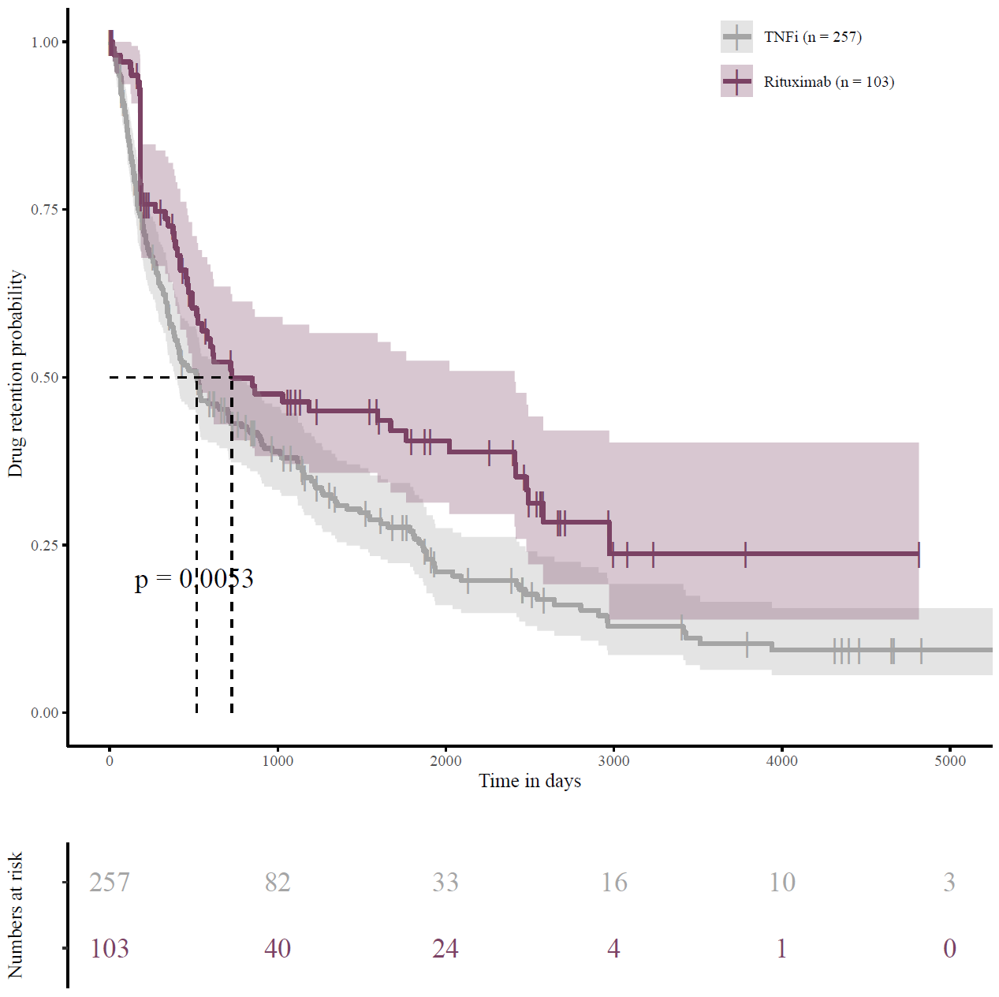 TNFi (n = 257)
Rituximab (n = 103)
1.00
0.75
0.50
0.25
0.00
Drug retention probability
p = 0.0053
0 1000 2000 3000 4000 5000
Time in days
Numbers at risk
257 82 33 16 10 3
103 40 24 4 1 0